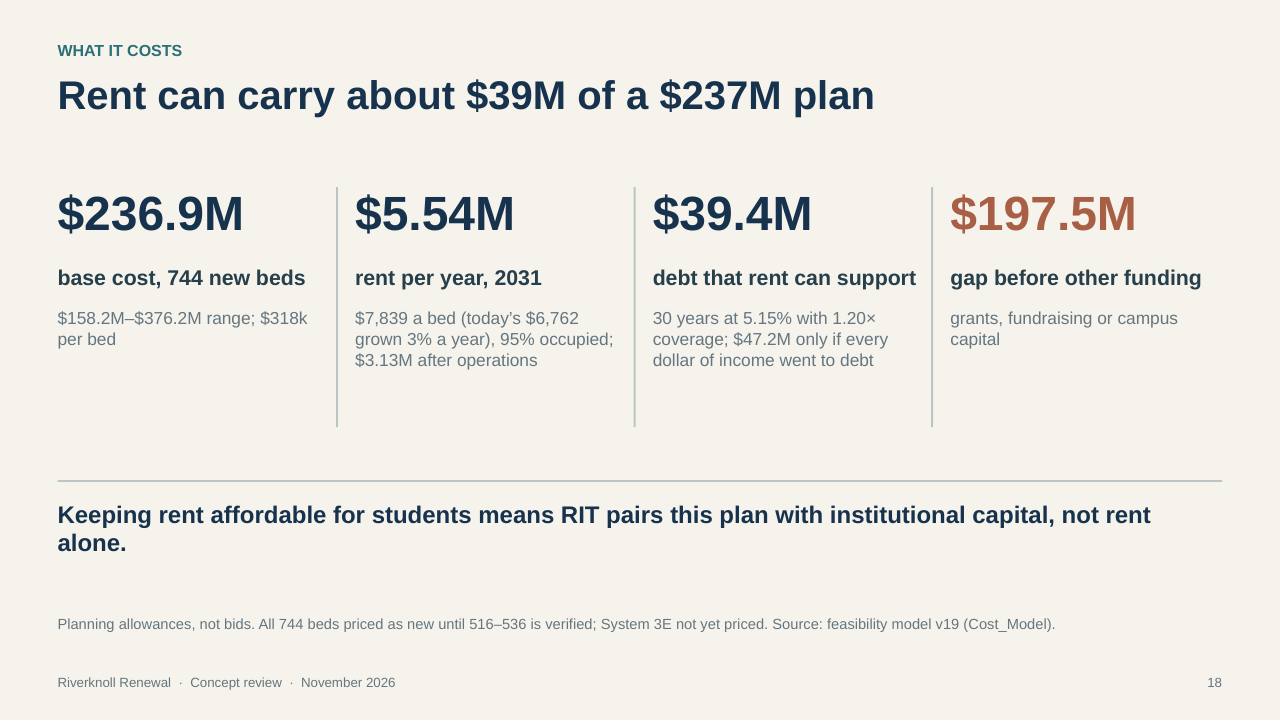 WHAT IT COSTS
Rent can carry about $39M of a $237M plan
$236.9M
base cost, 744 new beds
$158.2M–$376.2M range; $318k
per bed
$5.54M
rent per year, 2031
$7,839 a bed (today’s $6,762
grown 3% a year), 95% occupied;
$3.13M after operations
$39.4M
debt that rent can support
30 years at 5.15% with 1.20×
coverage; $47.2M only if every
dollar of income went to debt
$197.5M
gap before other funding
grants, fundraising or campus
capital
Keeping rent affordable for students means RIT pairs this plan with institutional capital, not rent
alone.
Planning allowances, not bids. All 744 beds priced as new until 516–536 is verified; System 3E not yet priced. Source: feasibility model v19 (Cost_Model).
Riverknoll Renewal · Concept review · November 2026
18